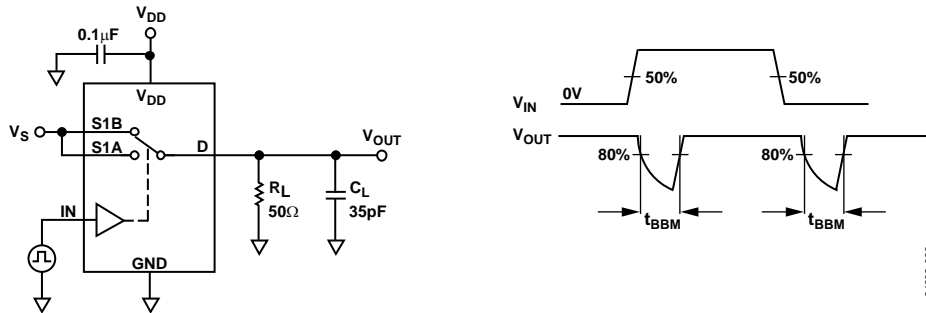 VDD
0.1µF
VDD
VS
S1B
S1A
D
VOUT
RL
50Ω
CL
35pF
IN
GND
VIN
0V
50%
50%
VOUT
80%
80%
tBBM
tBBM